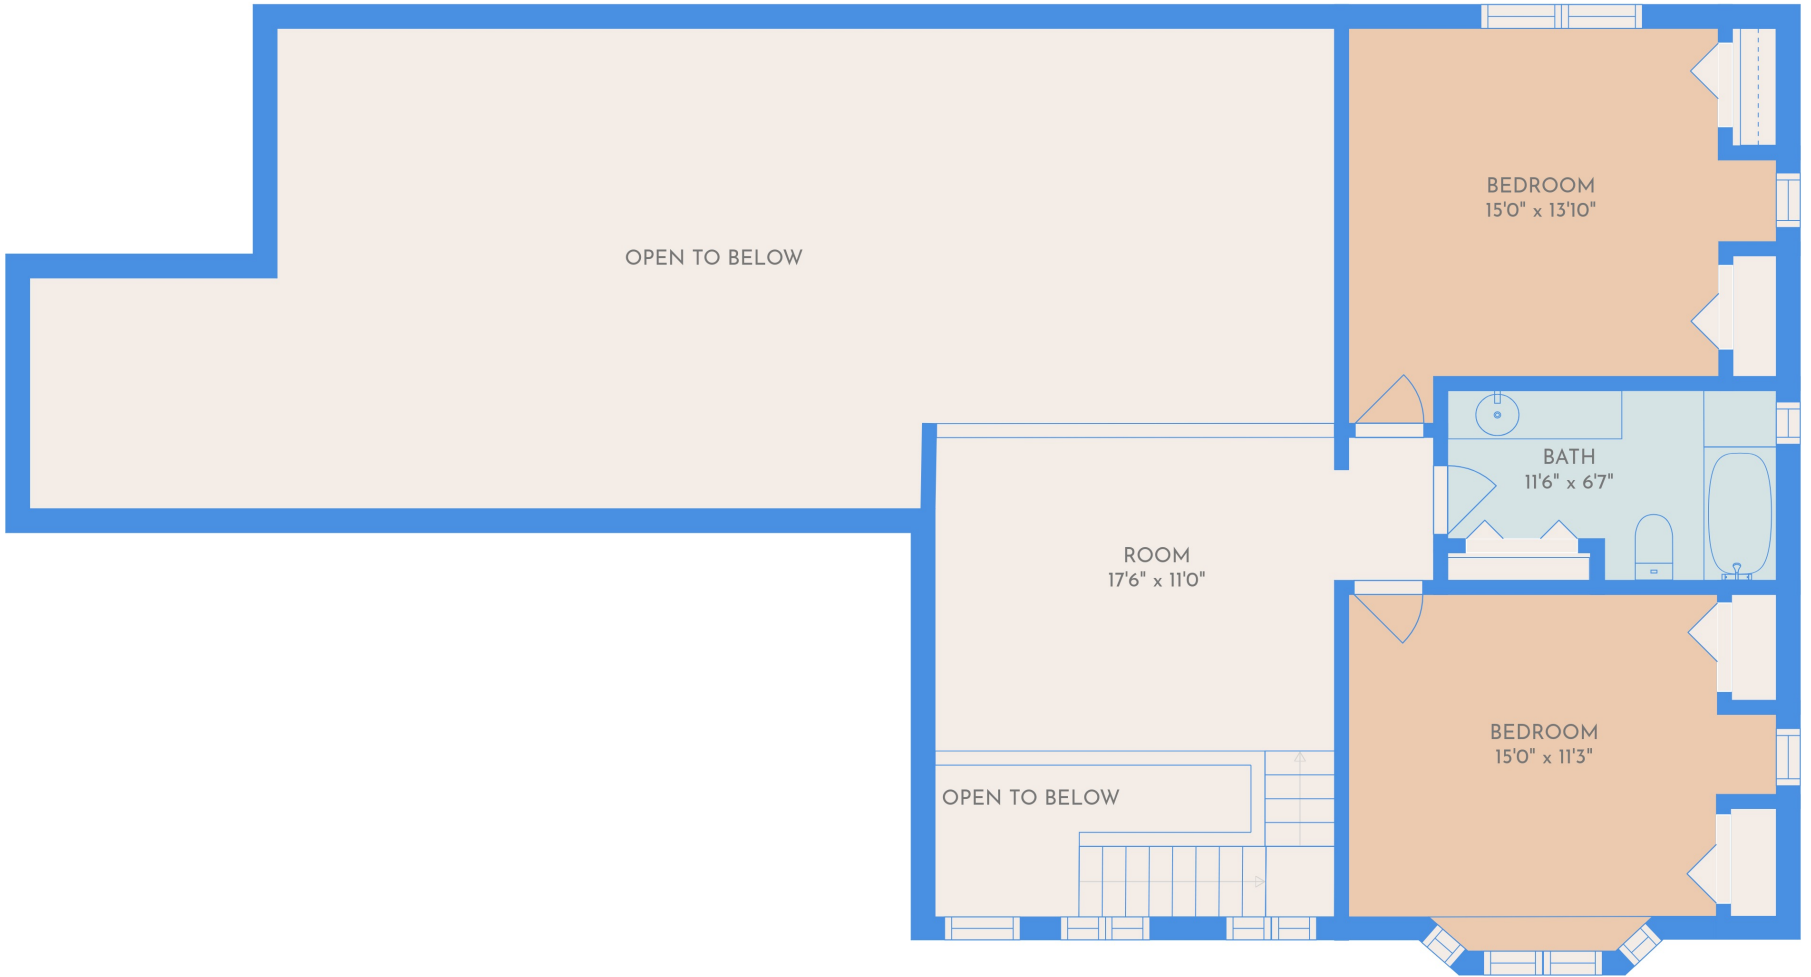 BEDROOM
15'0" x 13'10"
OPEN TO BELOW
BATH
11'6" x 6'7"
ROOM
17'6" x 11'0"
BEDROOM
15'0" x 11'3"
OPEN TO BELOW